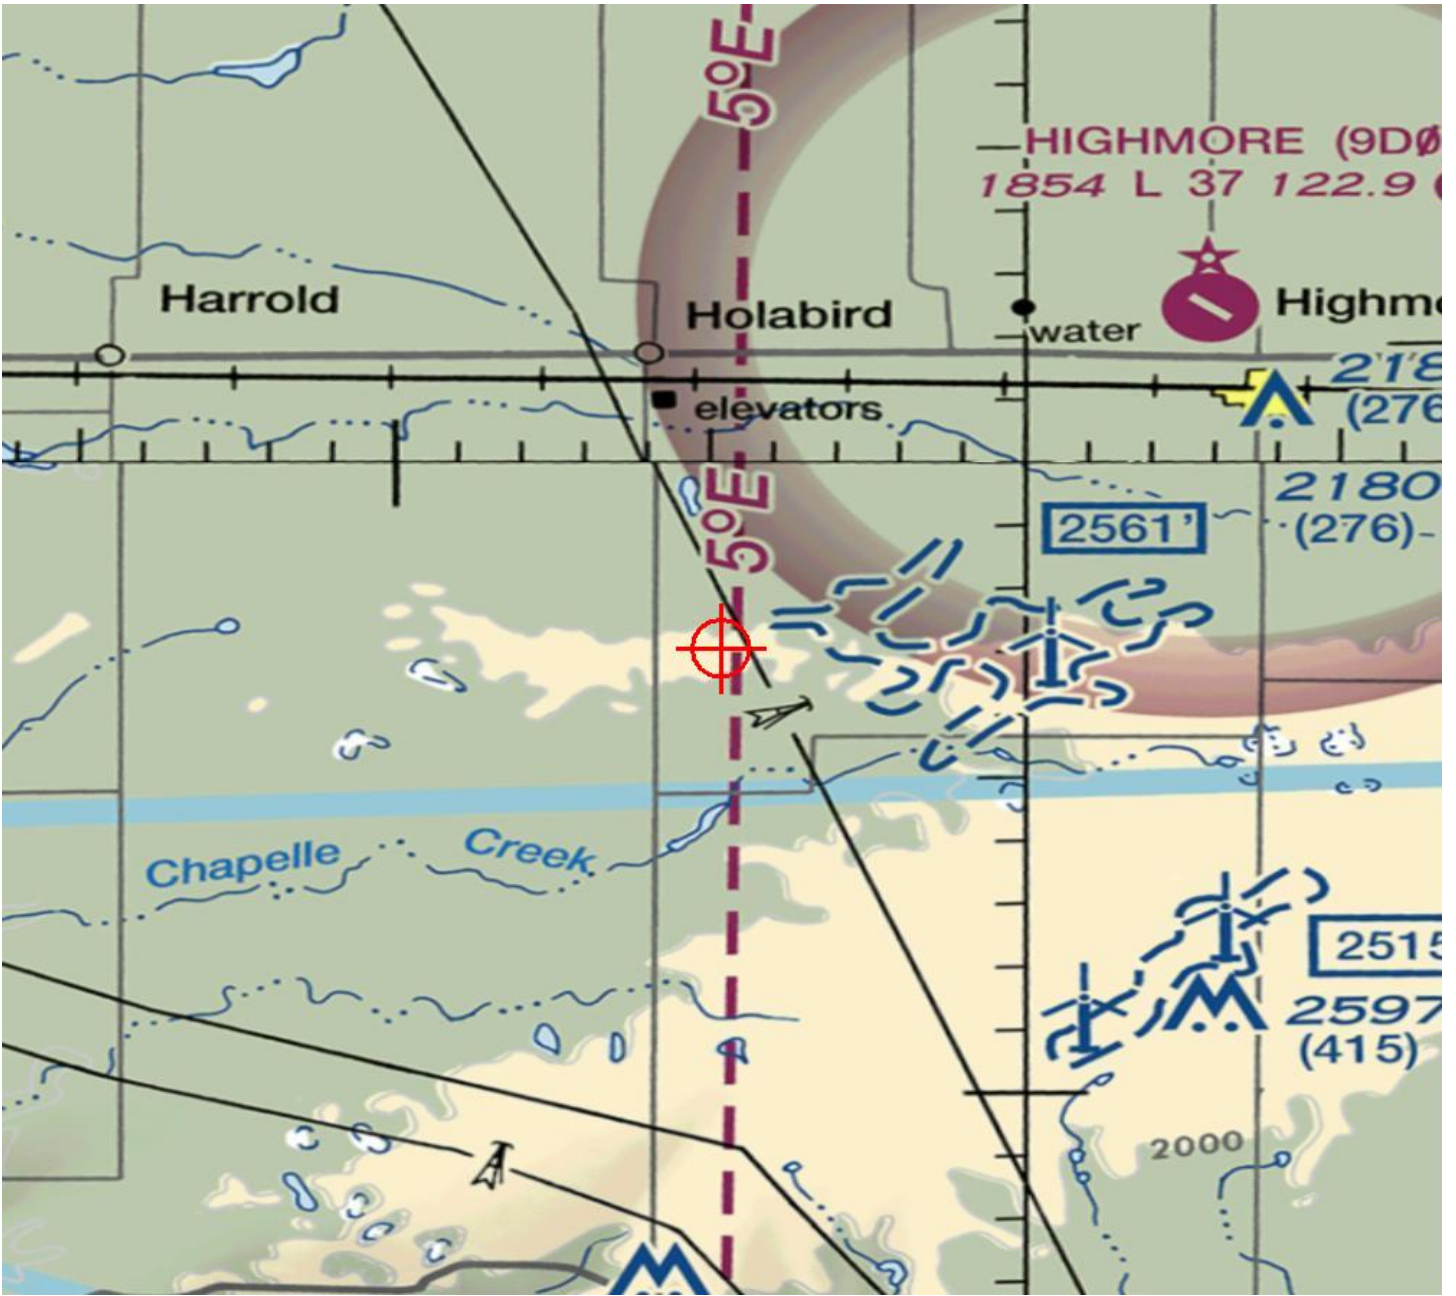 5°E
HIGHMORE (9DØ
1854 L 37 122.9 (
Harrold
Holabird
water
Highm
218
(276
elevators
5°E
2180
2561'
(276)-
Chapelle Creek
2515
2597
(415)
2000